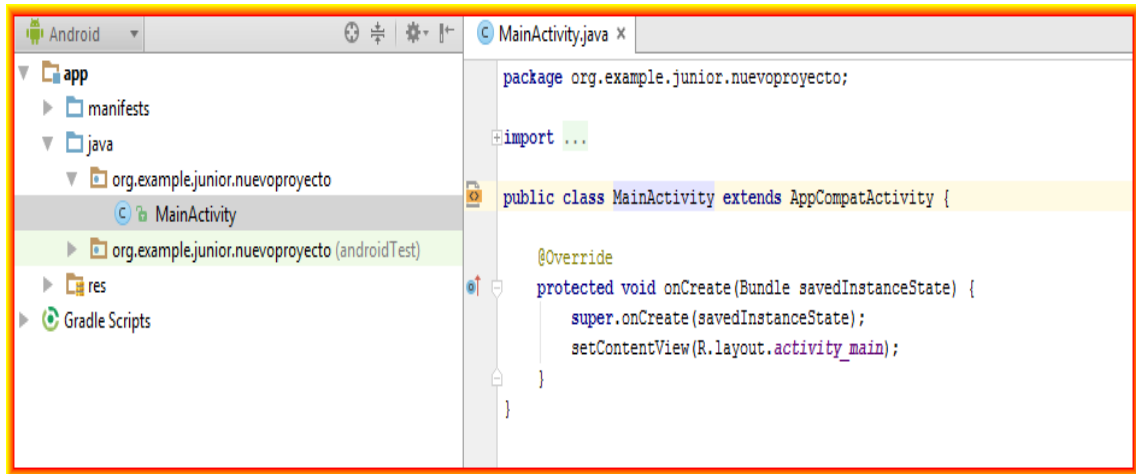 Android
app
manifests
java
org.example.junior.nuevoproyecto
MainActivity
org.example.junior.nuevoproyecto (androidTest)
res
Gradle Scripts
MainActivity.java
package org.example.junior.nuevoproyecto;
import ...
public class MainActivity extends AppCompatActivity {
@Override
protected void onCreate(Bundle savedInstanceState) {
super.onCreate(savedInstanceState);
setContentView(R.layout.activity_main);
}
}